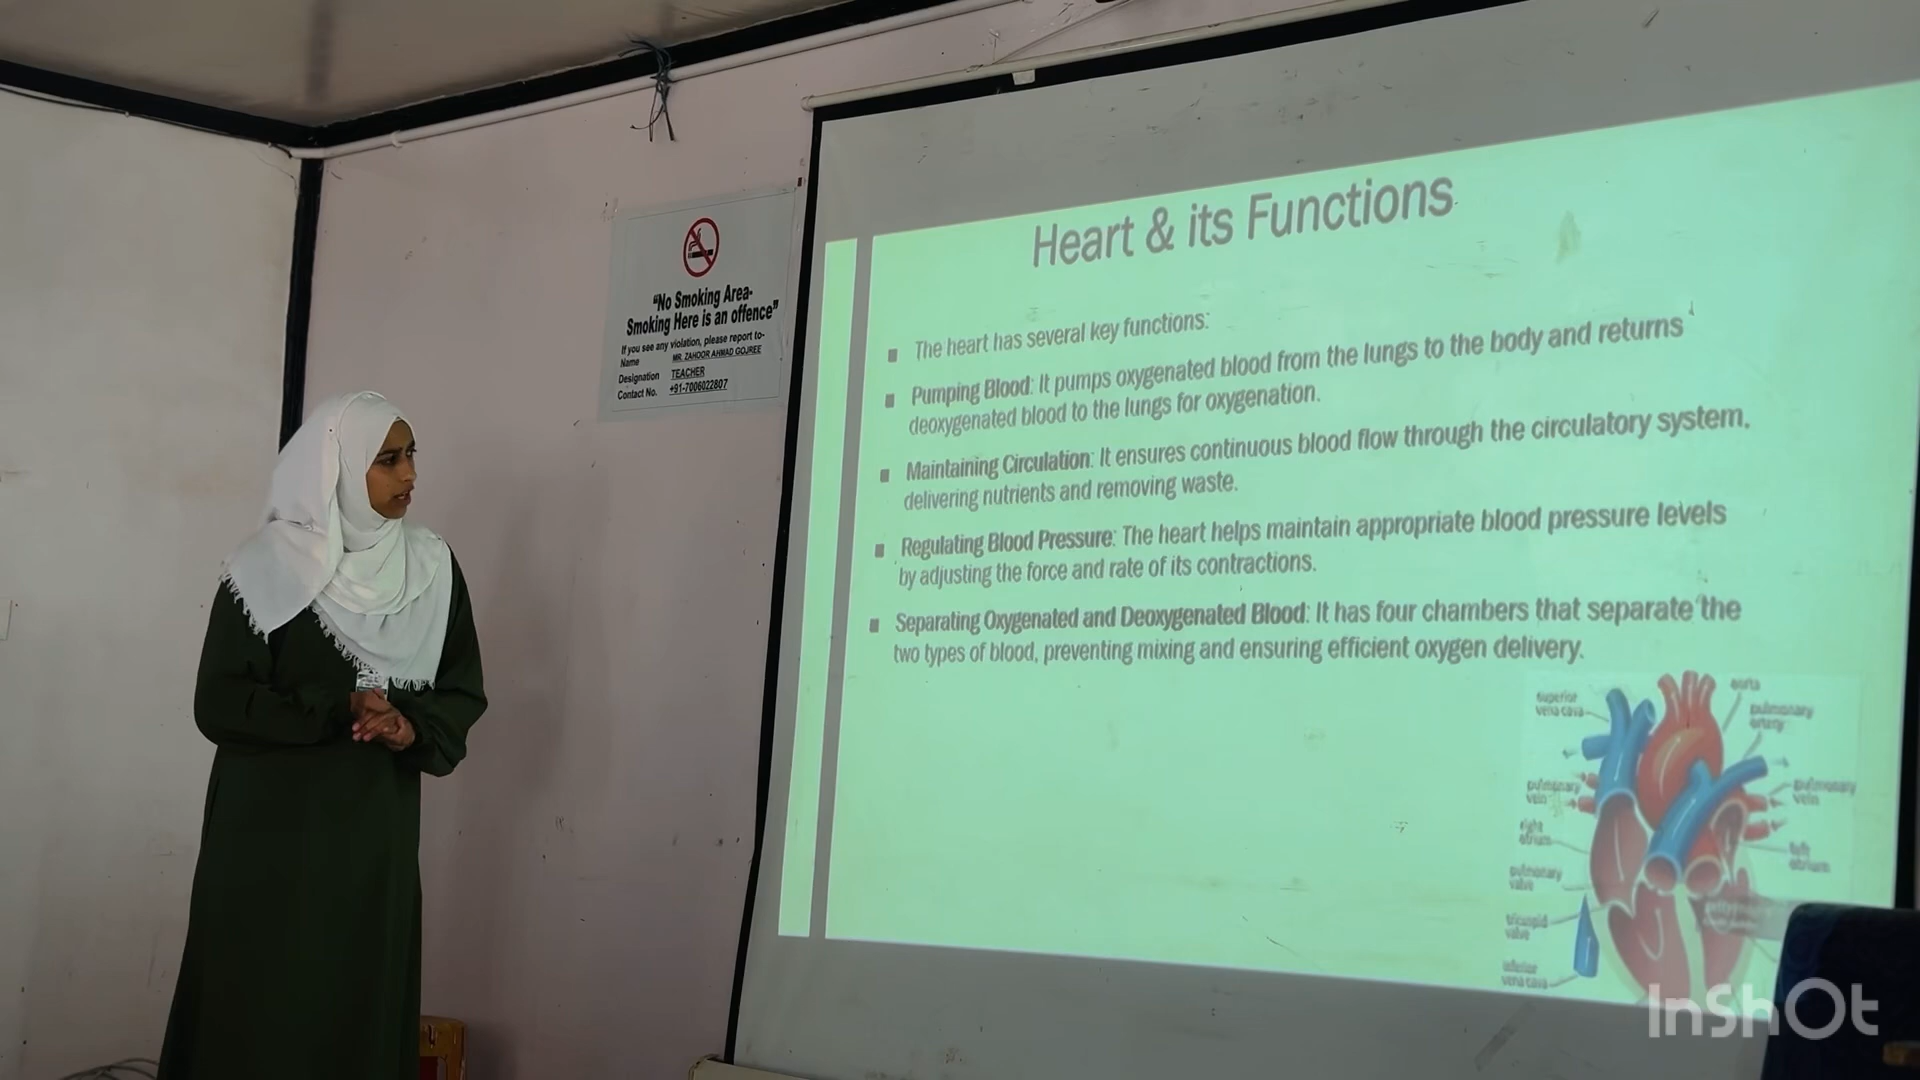 "No Smoking Area-
Smoking Here is an offence"
If you see any violation, please report to-
Name MR. ZAHOOR AHMAD GOJREE
Designation TEACHER
Contact No. +91-7006022807
Heart & its Functions
The heart has several key functions:
Pumping Blood: It pumps oxygenated blood from the lungs to the body and returns
deoxygenated blood to the lungs for oxygenation.
Maintaining Circulation: It ensures continuous blood flow through the circulatory system,
delivering nutrients and removing waste.
Regulating Blood Pressure: The heart helps maintain appropriate blood pressure levels
by adjusting the force and rate of its contractions.
Separating Oxygenated and Deoxygenated Blood: It has four chambers that separate the
two types of blood, preventing mixing and ensuring efficient oxygen delivery.
superior
vena cava
aorta
pulmonary
artery
pulmonary
vein
pulmonary
vein
right
atrium
left
atrium
pulmonary
valve
tricuspid
valve
inferior
vena cava
InShOt